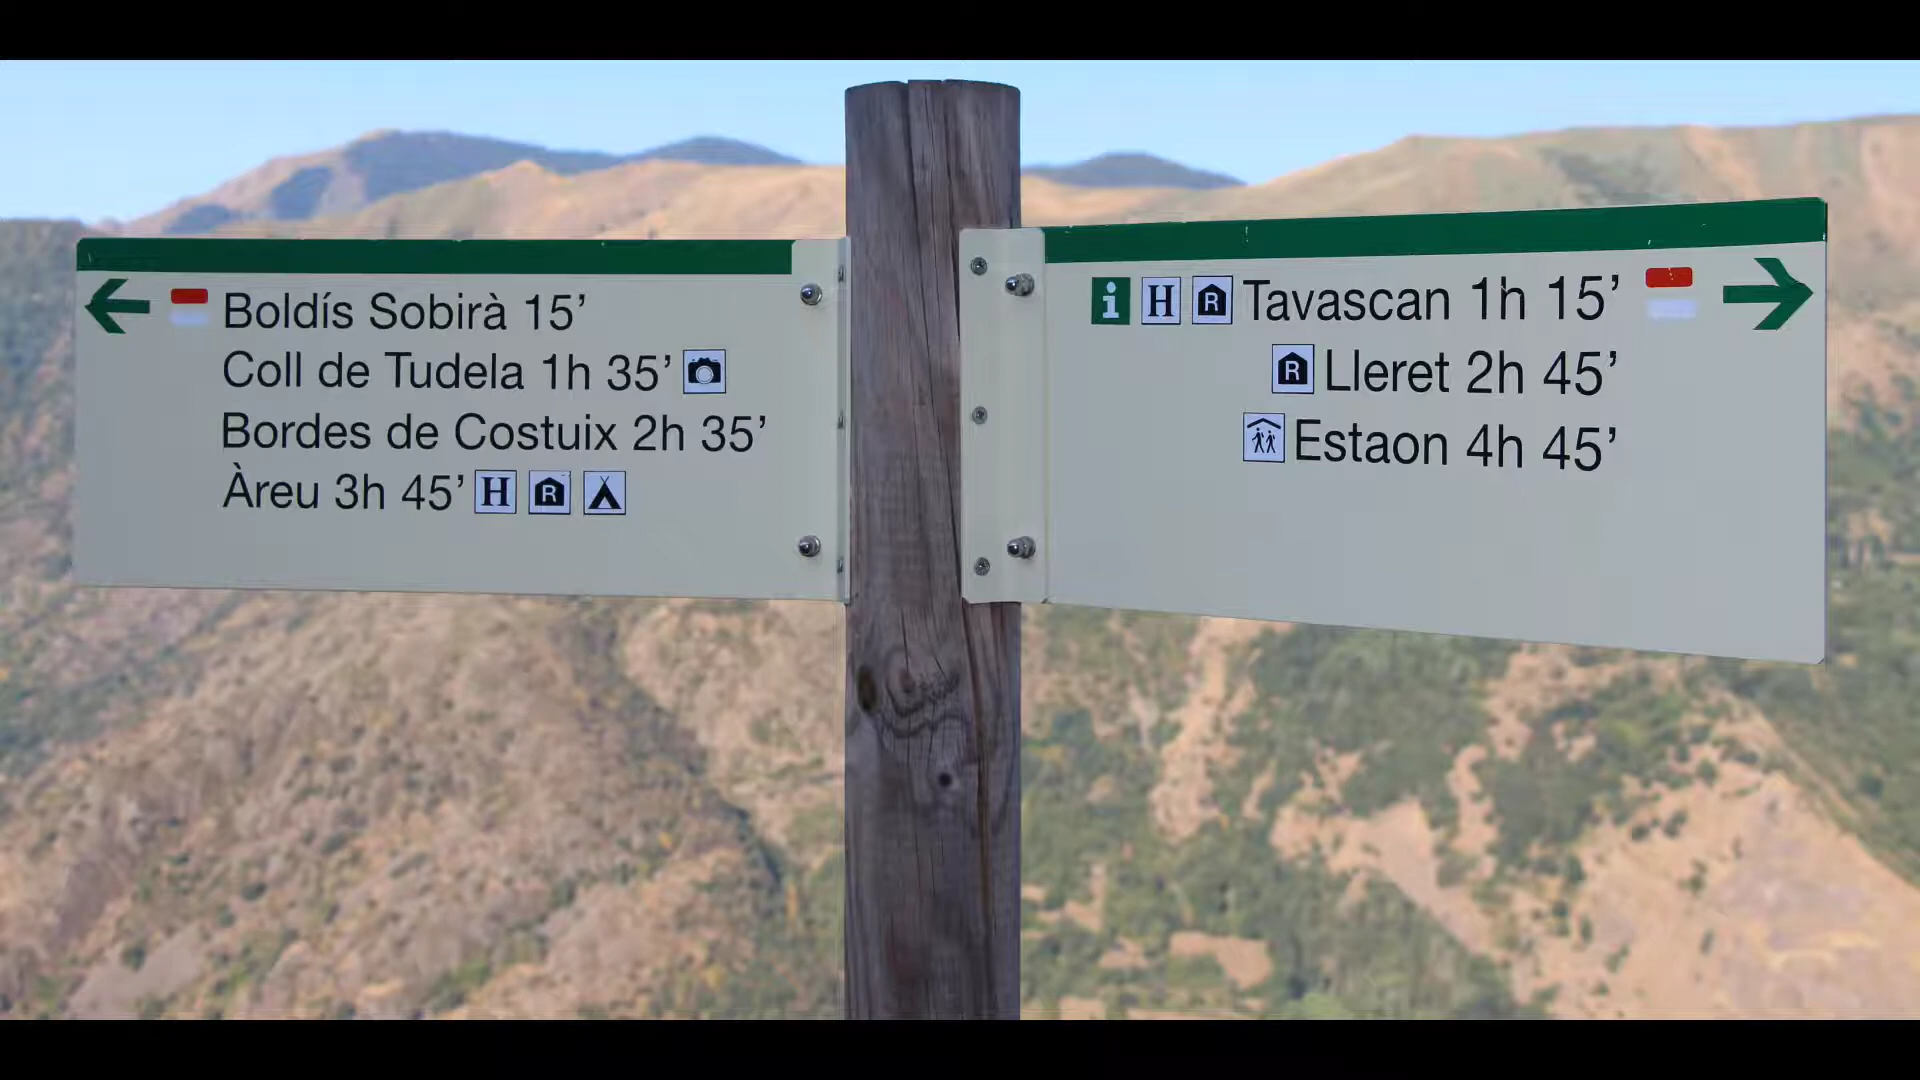 Boldís Sobirà 15’
Coll de Tudela 1h 35’
Bordes de Costuix 2h 35’
Àreu 3h 45’ H R
i H R Tavascan 1h 15’
R Lleret 2h 45’
Estaon 4h 45’